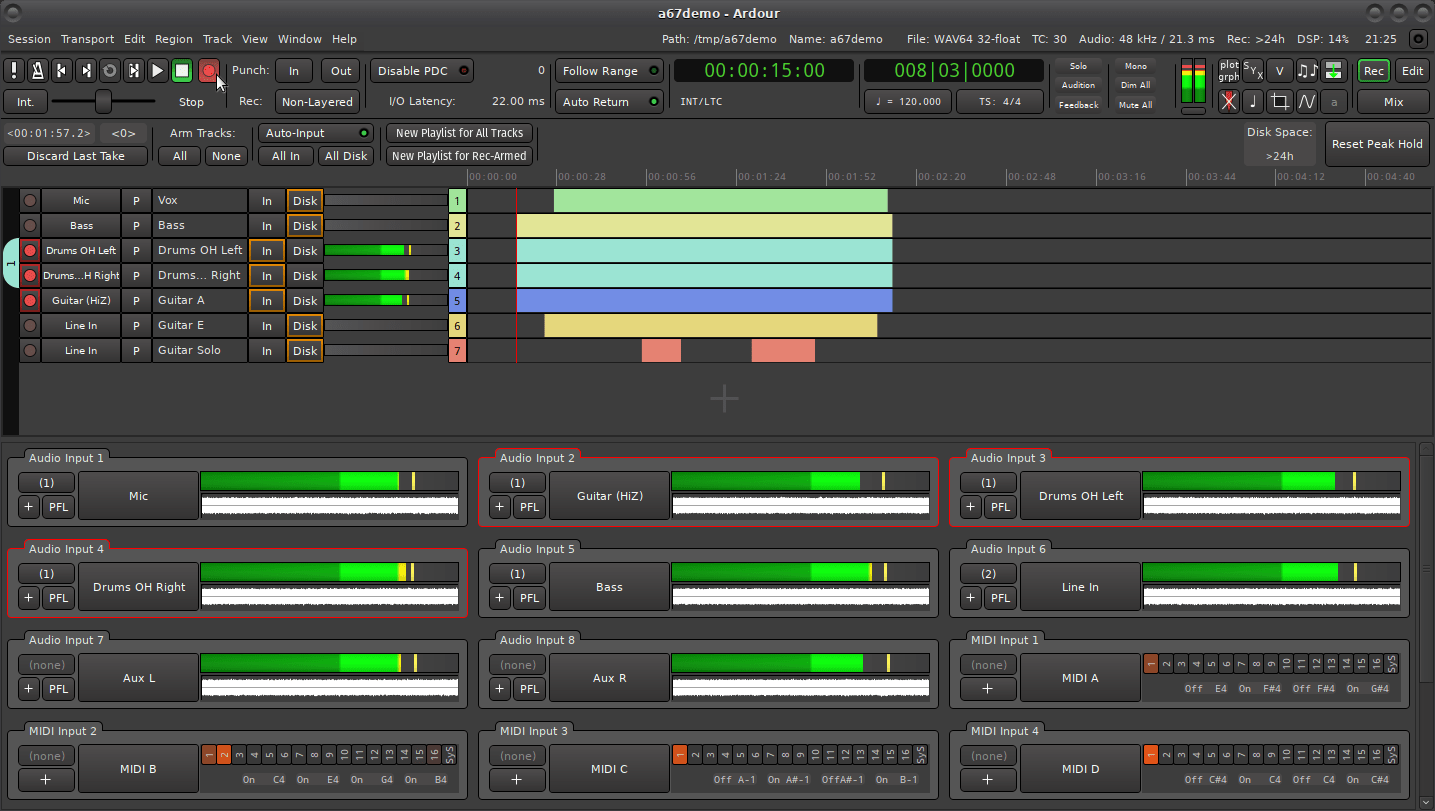 a67demo - Ardour
Session Transport Edit Region Track View Window Help Path: /tmp/a67demo Name: a67demo File: WAV64 32-float TC: 30 Audio: 48 kHz / 21.3 ms Rec: >24h DSP: 14% 21:25
Punch: In Out Disable PDC 0 Follow Range 00:00:15:00 008|03|0000 Solo Mono Rec Edit
Audition Dim All
Int. Stop Rec: Non-Layered I/O Latency: 22.00 ms Auto Return INT/LTC ♩ = 120.000 TS: 4/4 Feedback Mute All a Mix
<00:01:57.2> <0> Arm Tracks: Auto-Input New Playlist for All Tracks Disk Space: Reset Peak Hold
Discard Last Take All None All In All Disk New Playlist for Rec-Armed >24h
00:00:00 00:00:28 00:00:56 00:01:24 00:01:52 00:02:20 00:02:48 00:03:16 00:03:44 00:04:12 00:04:40
Mic P Vox In Disk 1
Bass P Bass In Disk 2
1
Drums OH Left P Drums OH Left In Disk 3
Drums...H Right P Drums... Right In Disk 4
Guitar (HiZ) P Guitar A In Disk 5
Line In P Guitar E In Disk 6
Line In P Guitar Solo In Disk 7
Audio Input 1 Audio Input 2 Audio Input 3
(1) Mic (1) Guitar (HiZ) (1) Drums OH Left
+ PFL + PFL + PFL
Audio Input 4 Audio Input 5 Audio Input 6
(1) Drums OH Right (1) Bass (2) Line In
+ PFL + PFL + PFL
Audio Input 7 Audio Input 8 MIDI Input 1
(none) Aux L (none) Aux R (none) MIDI A 1 2 3 4 5 6 7 8 9 10 11 12 13 14 15 16 SyS
+ PFL + PFL + Off E4 On F#4 Off F#4 On G#4
MIDI Input 2 MIDI Input 3 MIDI Input 4
(none) MIDI B 1 2 3 4 5 6 7 8 9 10 11 12 13 14 15 16 SyS (none) MIDI C 1 2 3 4 5 6 7 8 9 10 11 12 13 14 15 16 SyS (none) MIDI D 1 2 3 4 5 6 7 8 9 10 11 12 13 14 15 16 SyS
+ On C4 On E4 On G4 On B4 + Off A-1 On A#-1 OffA#-1 On B-1 + Off C#4 On C4 Off C4 On C#4